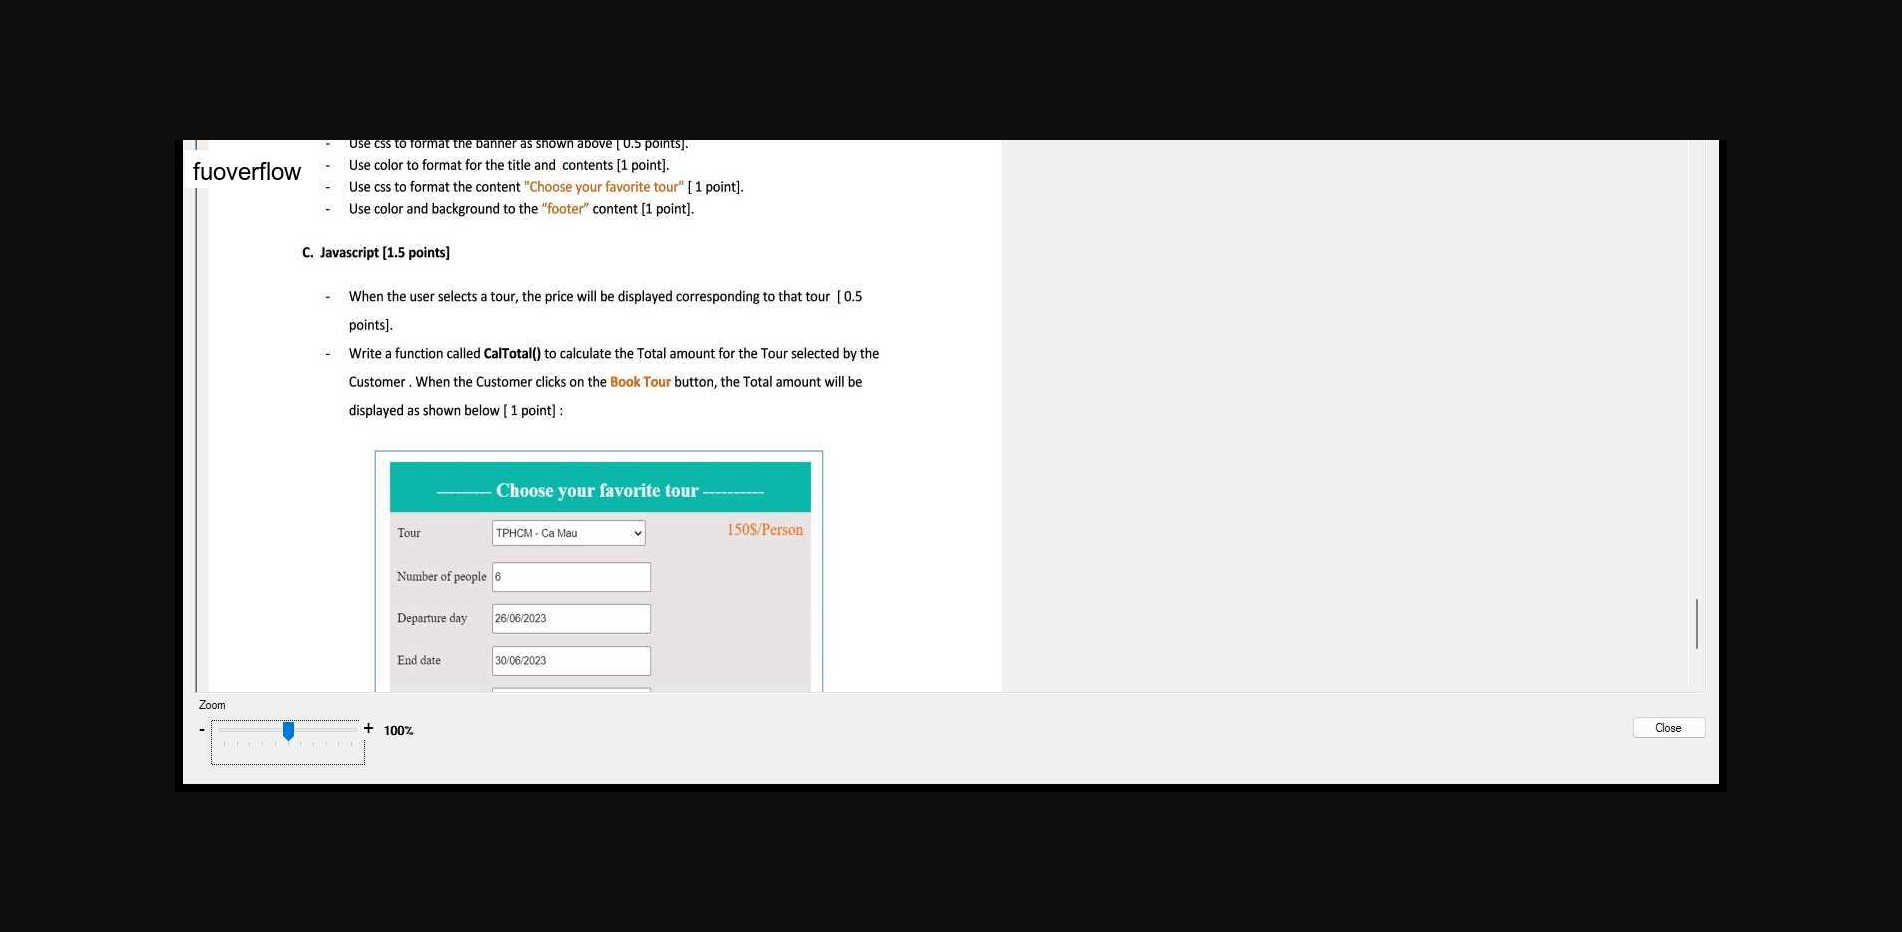 - Use css to format the banner as shown above [ 0.5 points].
fuoverflow
- Use color to format for the title and contents [1 point].
- Use css to format the content "Choose your favorite tour" [ 1 point].
- Use color and background to the "footer" content [1 point].
C. Javascript [1.5 points]
- When the user selects a tour, the price will be displayed corresponding to that tour [ 0.5
points].
- Write a function called CalTotal() to calculate the Total amount for the Tour selected by the
Customer . When the Customer clicks on the Book Tour button, the Total amount will be
displayed as shown below [ 1 point] :
--------- Choose your favorite tour ----------
Tour TPHCM - Ca Mau 150$/Person
Number of people 6
Departure day 26/06/2023
End date 30/06/2023
Zoom
- + 100%
Close